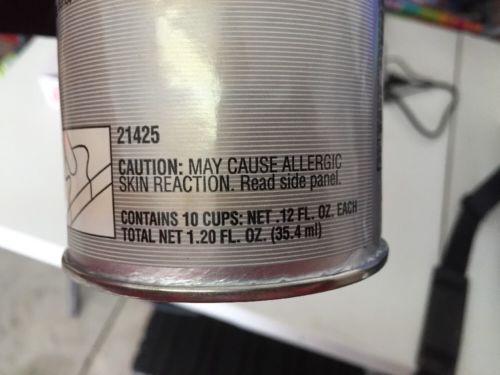 21425
CAUTION: MAY CAUSE ALLERGIC
SKIN REACTION. Read side panel.
CONTAINS 10 CUPS: NET .12 FL. OZ. EACH
TOTAL NET 1.20 FL. OZ. (35.4 ml)